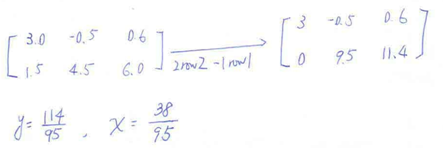 3.0 -0.5 0.6 3 -0.5 0.6
1.5 4.5 6.0 2row2 -1row1 0 9.5 11.4
y = 114/95 , x = 38/95